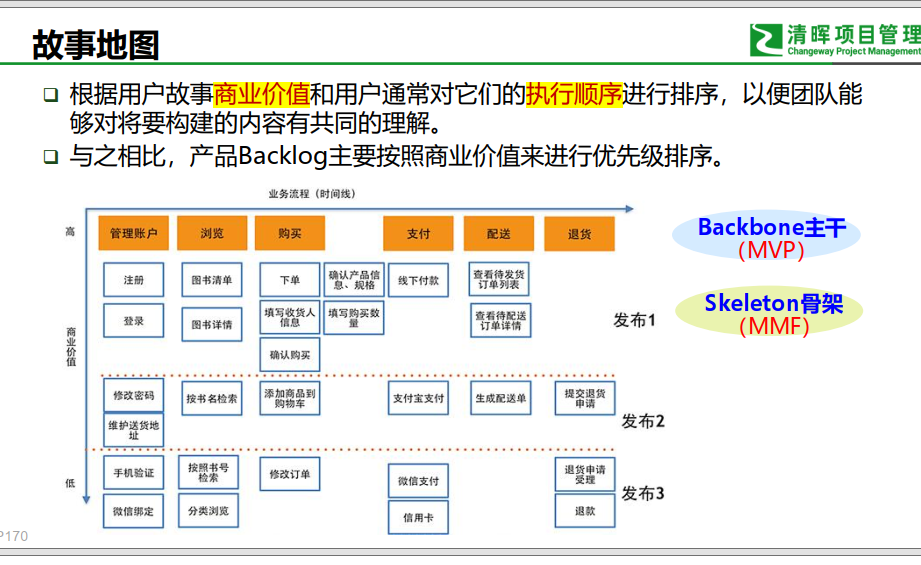 故事地图
清晖项目管理
Changeway Project Management
根据用户故事商业价值和用户通常对它们的执行顺序进行排序，以便团队能
够对将要构建的内容有共同的理解。
与之相比，产品Backlog主要按照商业价值来进行优先级排序。
业务流程（时间线）
高
管理账户
浏览
购买
支付
配送
退货
Backbone主干
（MVP）
注册
图书清单
下单
确认产品信
息、规格
线下付款
查看待发货
订单列表
登录
图书详情
填写收货人
信息
填写购买数
量
查看待配送
订单详情
发布1
Skeleton骨架
（MMF）
商业价值
确认购买
修改密码
按书名检索
添加商品到
购物车
支付宝支付
生成配送单
提交退货
申请
发布2
维护送货地
址
手机验证
按照书号
检索
修改订单
微信支付
退货申请
受理
发布3
低
微信绑定
分类浏览
信用卡
退款
P170